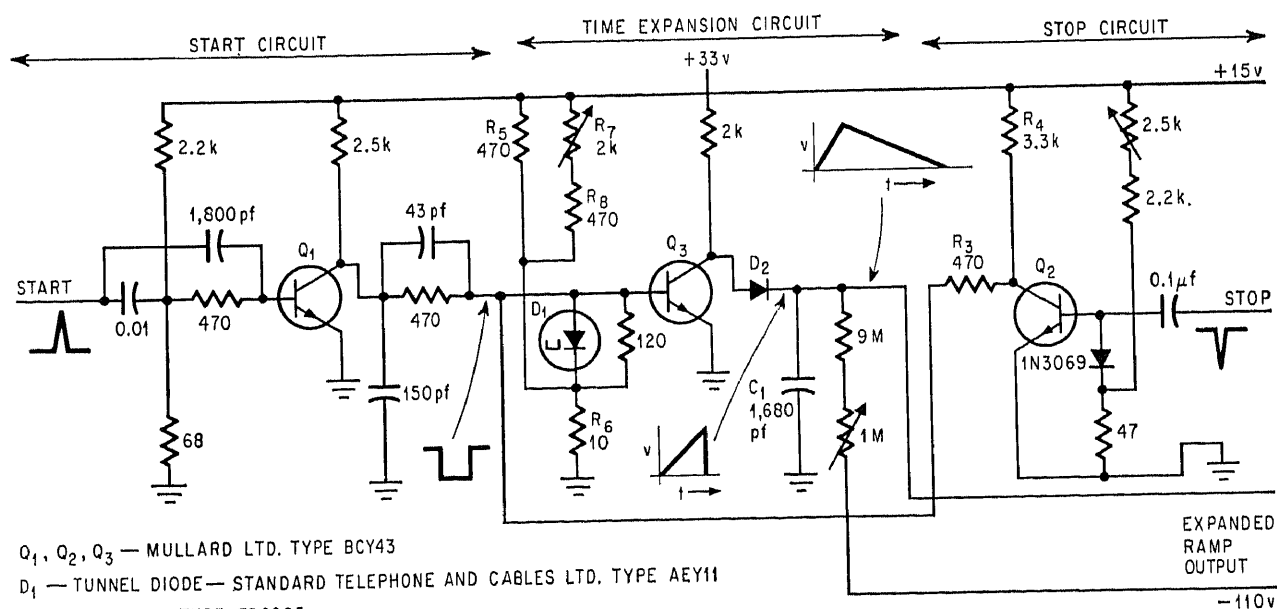 START CIRCUIT
TIME EXPANSION CIRCUIT
STOP CIRCUIT
+33v
+15v
2.2k
2.5k
R5
470
R7
2k
2k
R4
3.3k
2.5k
R8
470
2.2k.
1,800pf
43pf
V
t
Q1
Q3
D2
R3
470
Q2
0.1μf
START
STOP
0.01
470
470
D1
120
9M
1N3069
150pf
C1
1,680
pf
68
R6
10
V
t
1M
47
EXPANDED
RAMP
OUTPUT
-110v
Q1, Q2, Q3 — MULLARD LTD. TYPE BCY43
D1 — TUNNEL DIODE — STANDARD TELEPHONE AND CABLES LTD. TYPE AEY11